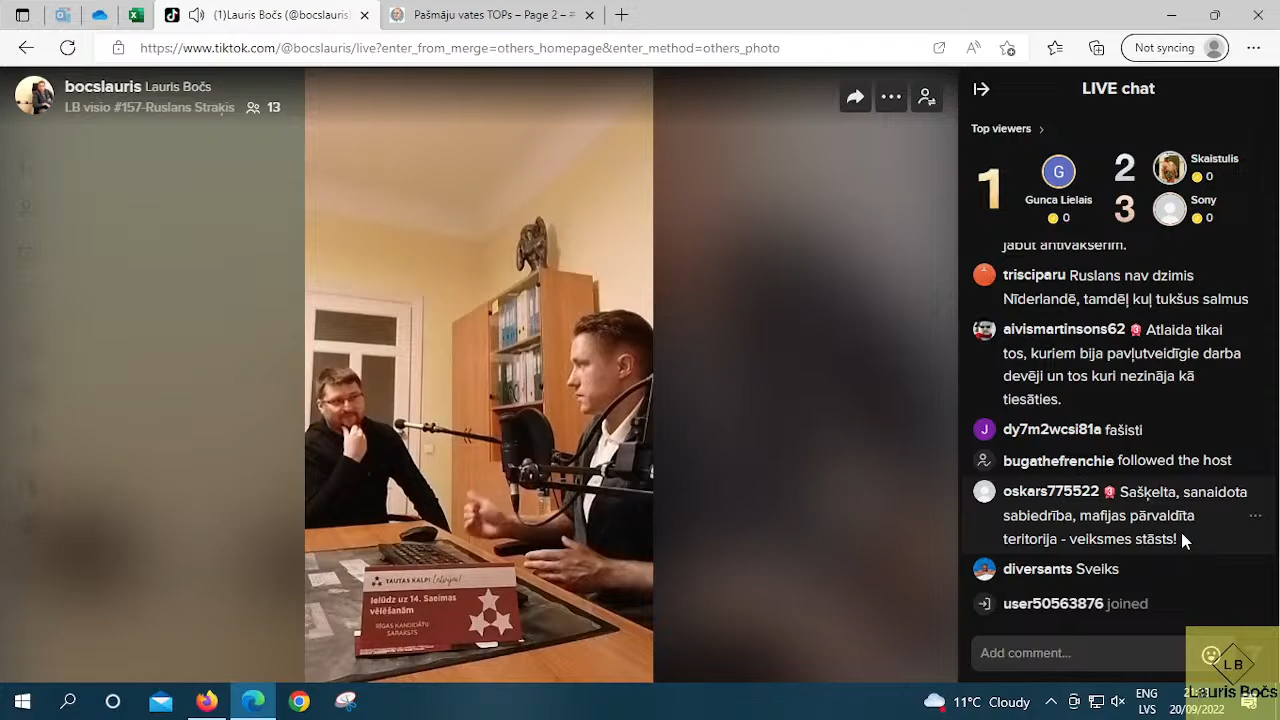 (1)Lauris Bočs (@bocslauris
Pašmāju vates TOPs – Page 2 –
https://www.tiktok.com/@bocslauris/live?enter_from_merge=others_homepage&enter_method=others_photo
Not syncing
bocslauris Lauris Bočs
LB visio #157-Ruslans Straķis 13
LIVE chat
Top viewers
1
G
Gunca Lielais
0
2
Skaistulis
0
3
Sony
0
jābūt antivakserim.
trisciparu Ruslans nav dzimis
Nīderlandē, tamdēļ kuļ tukšus salmus
aivismartinsons62 Atlaida tikai
tos, kuriem bija pavļutveidīgie darba
devēji un tos kuri nezināja kā
tiesāties.
J dy7m2wcsi81a fašisti
bugathefrenchie followed the host
oskars775522 Sašķelts, sanaidota
sabiedrība, mafijas pārvaldīta
teritorija - veiksmes stāsts!
diversants Sveiks
user50563876 joined
Add comment...
TAUTAS KALPI Latvijai!
Ielūdz uz 14. Saeimas
vēlēšanām
RĪGAS KANDIDĀTU
SARAKSTS
LB
Lauris Bočs
11°C Cloudy
ENG
LVS
20/09/2022